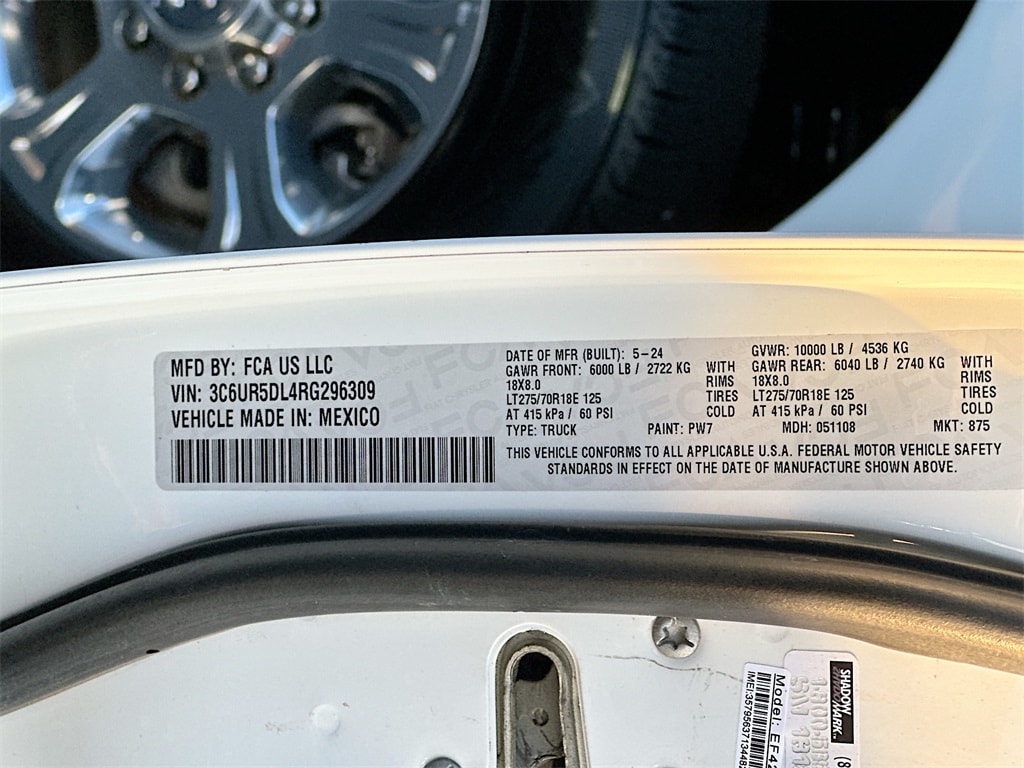 MFD BY: FCA US LLC
VIN: 3C6UR5DL4RG296309
VEHICLE MADE IN: MEXICO
DATE OF MFR (BUILT): 5-24
GAWR FRONT: 6000 LB / 2722 KG WITH
18X8.0 RIMS
LT275/70R18E 125 TIRES
AT 415 kPa / 60 PSI COLD
GVWR: 10000 LB / 4536 KG
GAWR REAR: 6040 LB / 2740 KG WITH
18X8.0 RIMS
LT275/70R18E 125 TIRES
AT 415 kPa / 60 PSI COLD
TYPE: TRUCK PAINT: PW7 MDH: 051108 MKT: 875
THIS VEHICLE CONFORMS TO ALL APPLICABLE U.S.A. FEDERAL MOTOR VEHICLE SAFETY
STANDARDS IN EFFECT ON THE DATE OF MANUFACTURE SHOWN ABOVE.
Model: EF42
SHADOW
MARK.